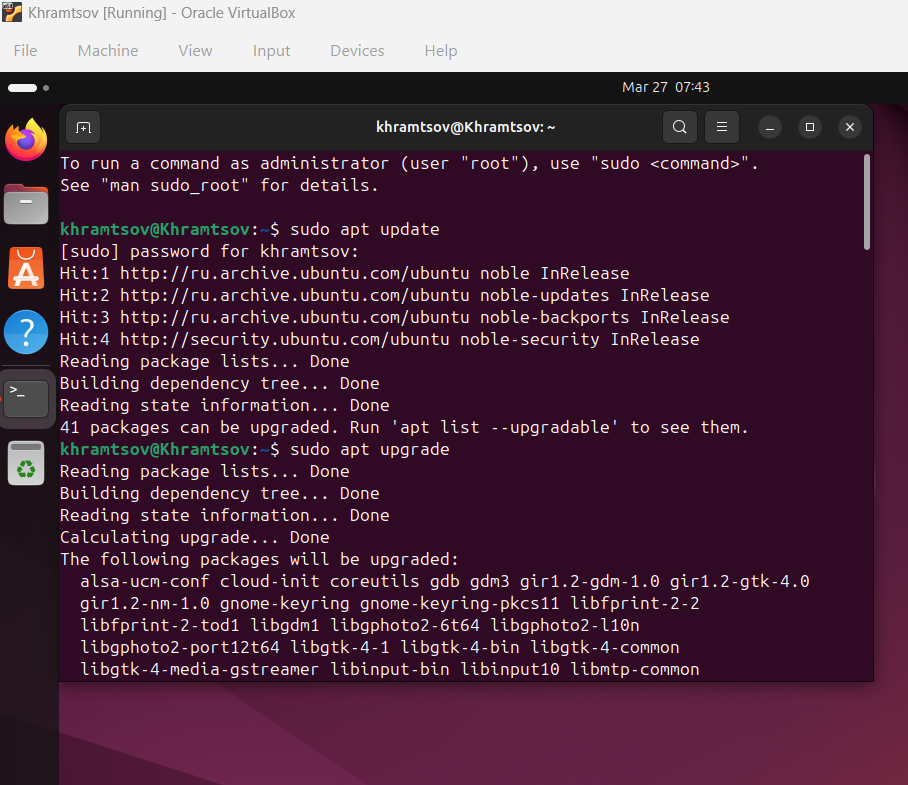 Khramtsov [Running] - Oracle VirtualBox
File Machine View Input Devices Help
Mar 27 07:43
khramtsov@Khramtsov: ~
To run a command as administrator (user "root"), use "sudo <command>".
See "man sudo_root" for details.
khramtsov@Khramtsov:~$ sudo apt update
[sudo] password for khramtsov:
Hit:1 http://ru.archive.ubuntu.com/ubuntu noble InRelease
Hit:2 http://ru.archive.ubuntu.com/ubuntu noble-updates InRelease
Hit:3 http://ru.archive.ubuntu.com/ubuntu noble-backports InRelease
Hit:4 http://security.ubuntu.com/ubuntu noble-security InRelease
Reading package lists... Done
Building dependency tree... Done
Reading state information... Done
41 packages can be upgraded. Run 'apt list --upgradable' to see them.
khramtsov@Khramtsov:~$ sudo apt upgrade
Reading package lists... Done
Building dependency tree... Done
Reading state information... Done
Calculating upgrade... Done
The following packages will be upgraded:
  alsa-ucm-conf cloud-init coreutils gdb gdm3 gir1.2-gdm-1.0 gir1.2-gtk-4.0
  gir1.2-nm-1.0 gnome-keyring gnome-keyring-pkcs11 libfprint-2-2
  libfprint-2-tod1 libgdm1 libgphoto2-6t64 libgphoto2-l10n
  libgphoto2-port12t64 libgtk-4-1 libgtk-4-bin libgtk-4-common
  libgtk-4-media-gstreamer libinput-bin libinput10 libmtp-common